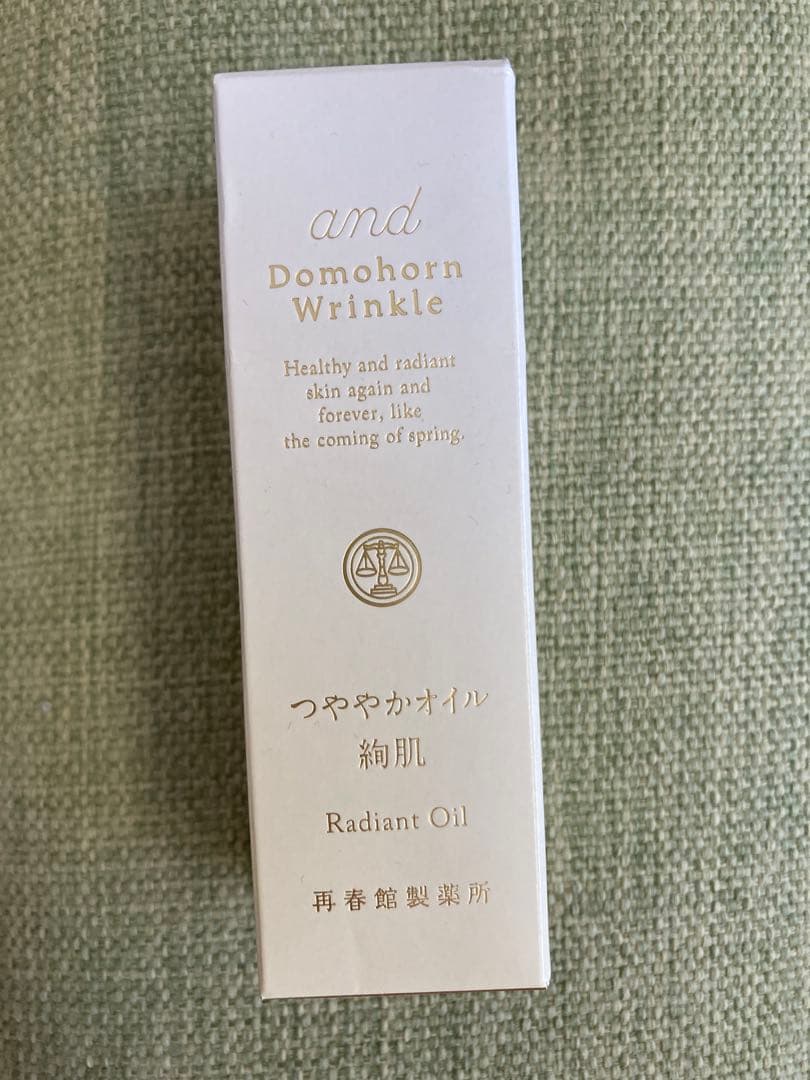 and
Domohorn
Wrinkle
Healthy and radiant
skin again and
forever, like
the coming of spring.
つややかオイル
絢肌
Radiant Oil
再春館製薬所